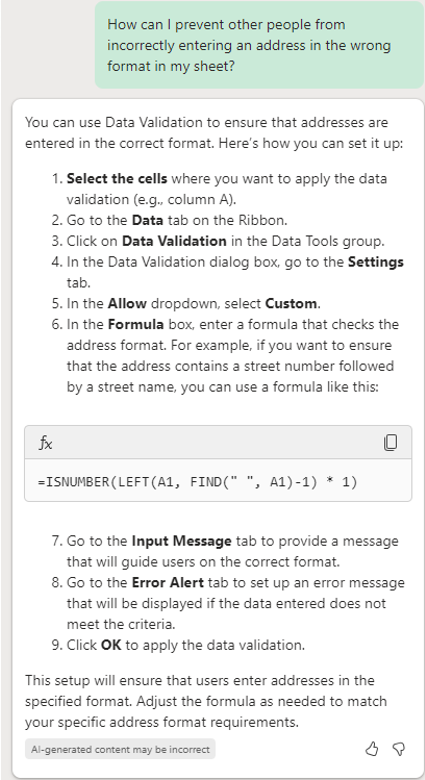 How can I prevent other people from
incorrectly entering an address in the wrong
format in my sheet?
You can use Data Validation to ensure that addresses are
entered in the correct format. Here's how you can set it up:
1. Select the cells where you want to apply the data
validation (e.g., column A).
2. Go to the Data tab on the Ribbon.
3. Click on Data Validation in the Data Tools group.
4. In the Data Validation dialog box, go to the Settings
tab.
5. In the Allow dropdown, select Custom.
6. In the Formula box, enter a formula that checks the
address format. For example, if you want to ensure
that the address contains a street number followed
by a street name, you can use a formula like this:
fx
=ISNUMBER(LEFT(A1, FIND(" ", A1)-1) * 1)
7. Go to the Input Message tab to provide a message
that will guide users on the correct format.
8. Go to the Error Alert tab to set up an error message
that will be displayed if the data entered does not
meet the criteria.
9. Click OK to apply the data validation.
This setup will ensure that users enter addresses in the
specified format. Adjust the formula as needed to match
your specific address format requirements.
AI-generated content may be incorrect